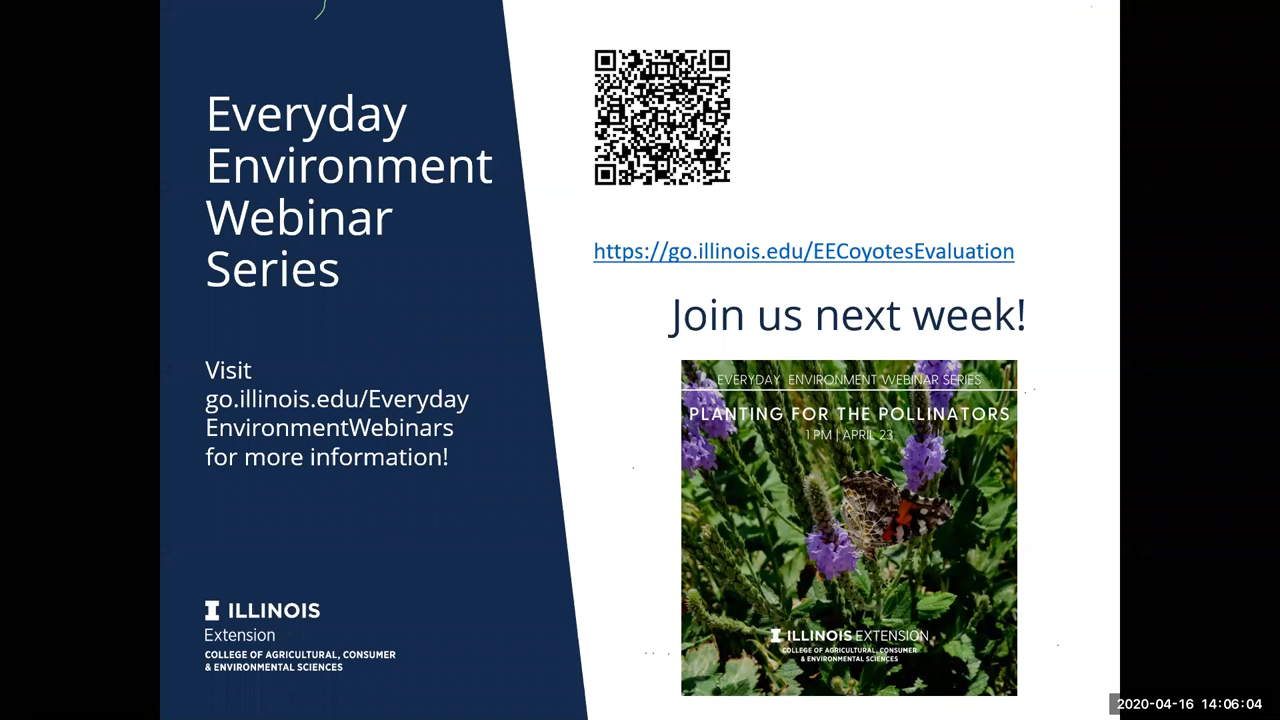 Everyday
Environment
Webinar
Series
Visit
go.illinois.edu/Everyday
EnvironmentWebinars
for more information!
I ILLINOIS
Extension
COLLEGE OF AGRICULTURAL, CONSUMER
& ENVIRONMENTAL SCIENCES
https://go.illinois.edu/EECoyotesEvaluation
Join us next week!
EVERYDAY ENVIRONMENT WEBINAR SERIES
PLANTING FOR THE POLLINATORS
1 PM | APRIL 23
I ILLINOIS EXTENSION
COLLEGE OF AGRICULTURAL, CONSUMER
& ENVIRONMENTAL SCIENCES
2020-04-16 14:06:04